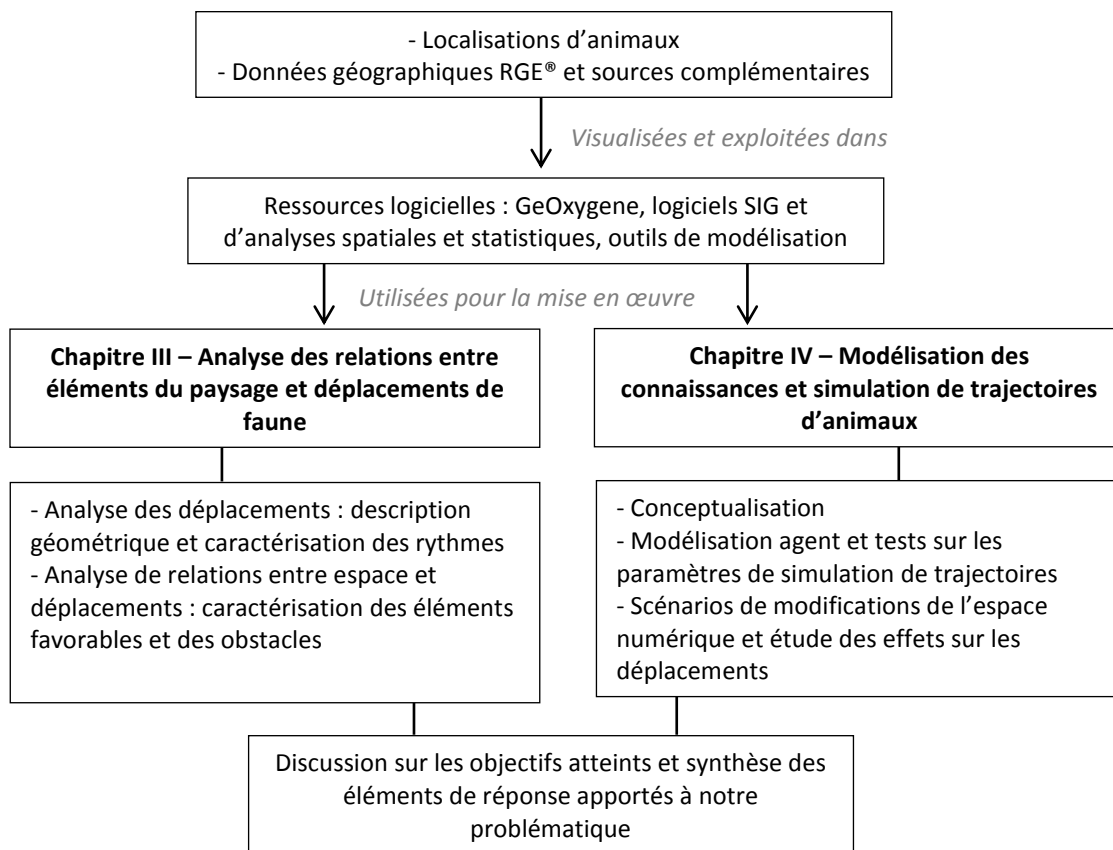 - Localisations d’animaux
- Données géographiques RGE® et sources complémentaires
Visualisées et exploitées dans
Ressources logicielles : GeOxygene, logiciels SIG et
d’analyses spatiales et statistiques, outils de modélisation
Utilisées pour la mise en œuvre
Chapitre III – Analyse des relations entre
éléments du paysage et déplacements de
faune
Chapitre IV – Modélisation des
connaissances et simulation de trajectoires
d’animaux
- Analyse des déplacements : description
géométrique et caractérisation des rythmes
- Analyse de relations entre espace et
déplacements : caractérisation des éléments
favorables et des obstacles
- Conceptualisation
- Modélisation agent et tests sur les
paramètres de simulation de trajectoires
- Scénarios de modifications de l’espace
numérique et étude des effets sur les
déplacements
Discussion sur les objectifs atteints et synthèse des
éléments de réponse apportés à notre
problématique